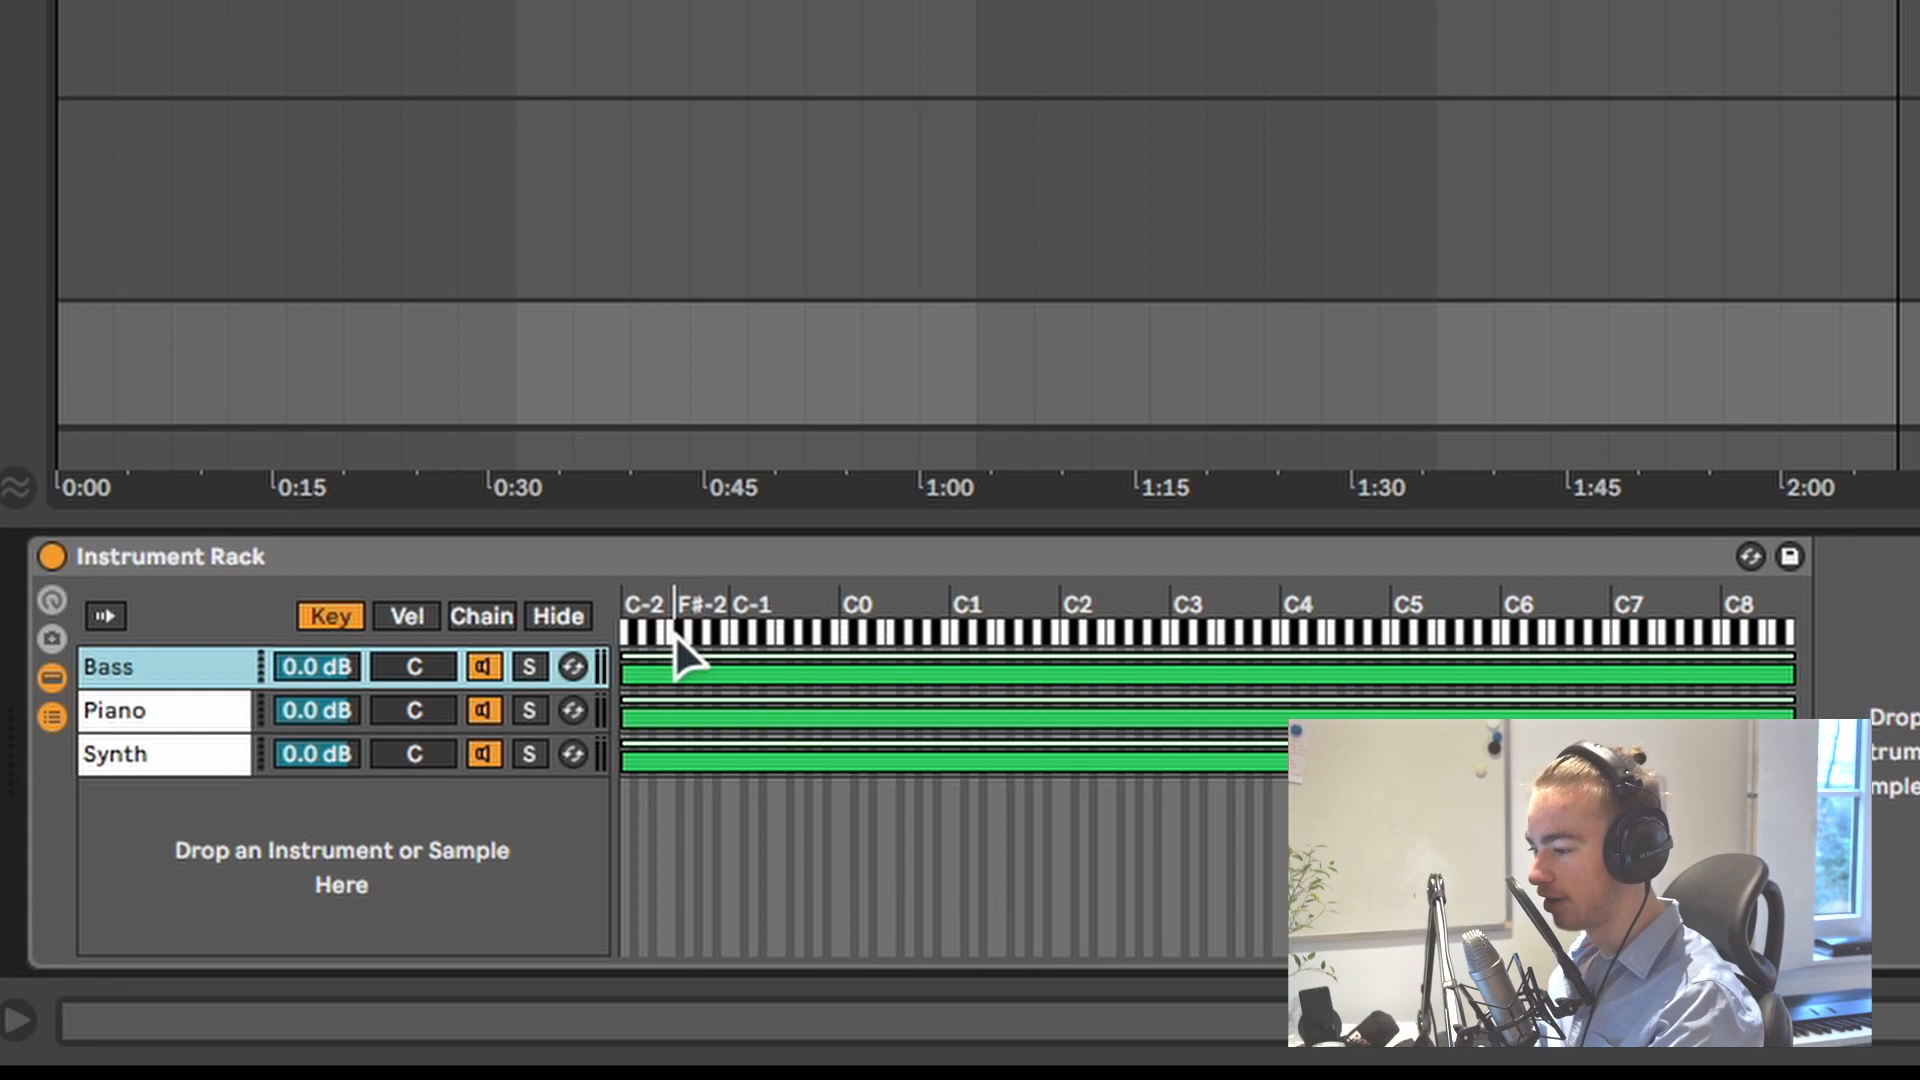 0:00 0:15 0:30 0:45 1:00 1:15 1:30 1:45 2:00
Instrument Rack
Key Vel Chain Hide
C-2 F#-2 C-1 C0 C1 C2 C3 C4 C5 C6 C7 C8
Bass 0.0 dB C S
Piano 0.0 dB C S
Synth 0.0 dB C S
Drop an Instrument or Sample
Here
Drop
trum
mple